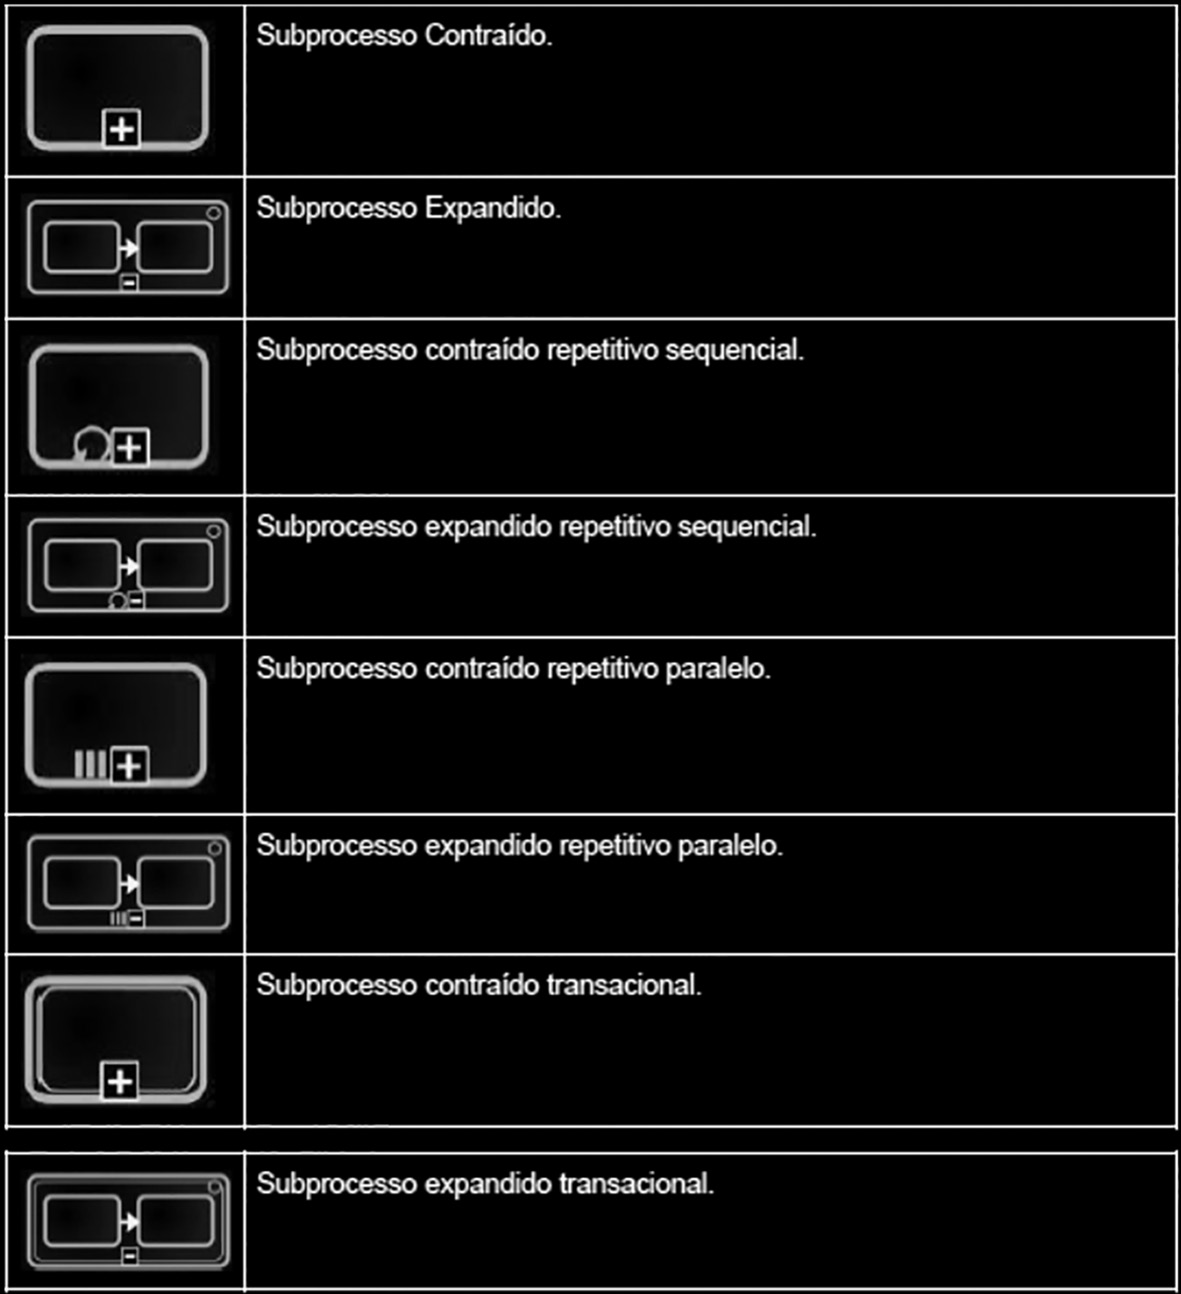 Subprocesso Contraído.
Subprocesso Expandido.
Subprocesso contraído repetitivo sequencial.
Subprocesso expandido repetitivo sequencial.
Subprocesso contraído repetitivo paralelo.
Subprocesso expandido repetitivo paralelo.
Subprocesso contraído transacional.
Subprocesso expandido transacional.